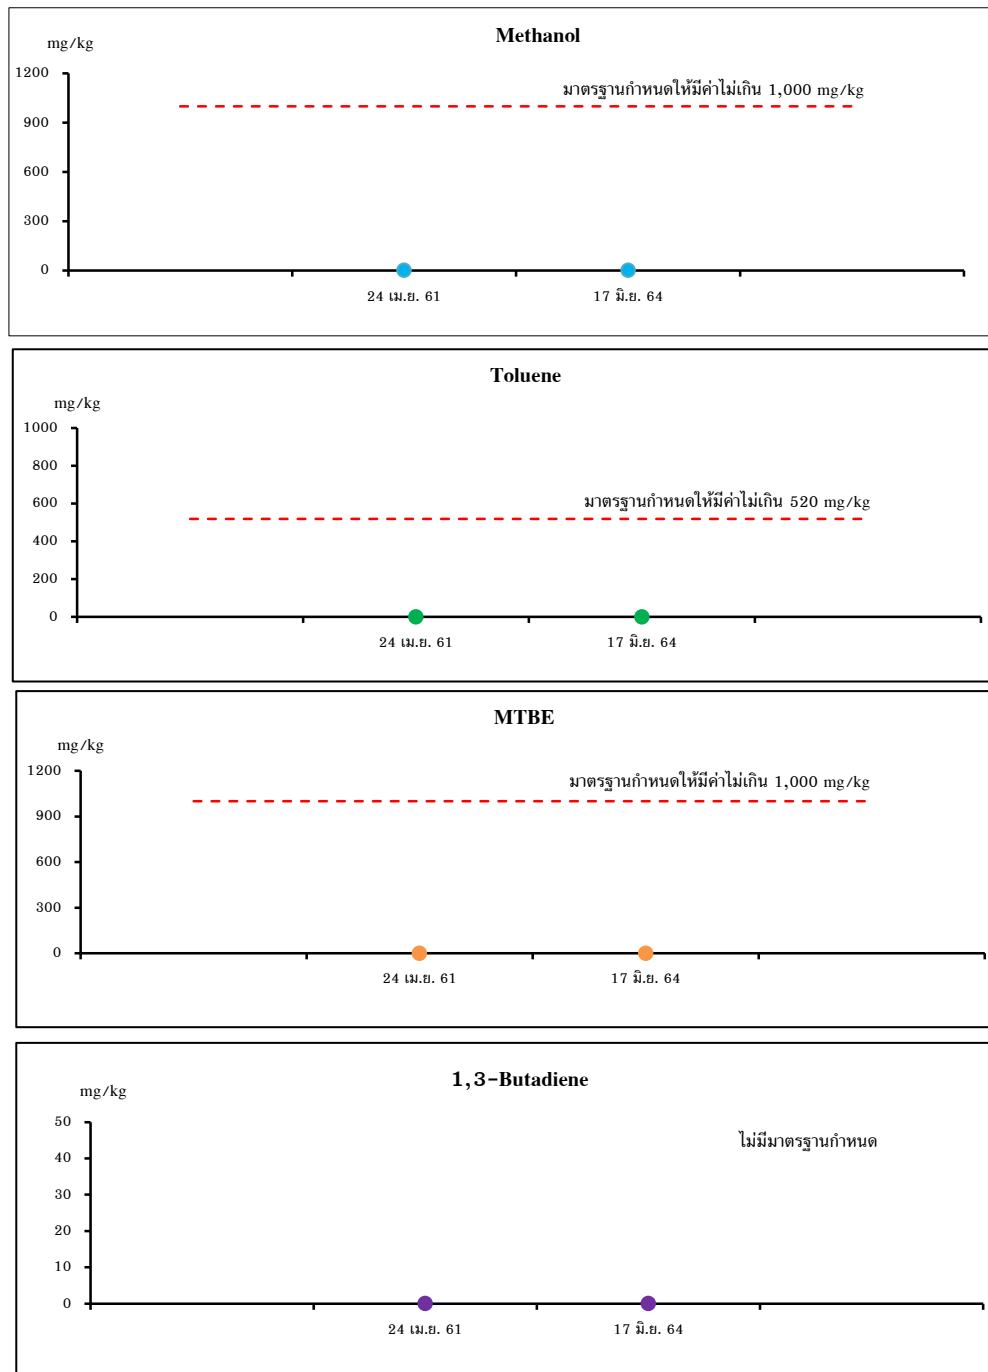 Methanol
mg/kg
มาตรฐานกำหนดให้มีค่าไม่เกิน 1,000 mg/kg
1200
900
600
300
0
24 เม.ย. 61 17 มิ.ย. 64
Toluene
mg/kg
1000
800
มาตรฐานกำหนดให้มีค่าไม่เกิน 520 mg/kg
600
400
200
0
24 เม.ย. 61 17 มิ.ย. 64
MTBE
mg/kg
1200
มาตรฐานกำหนดให้มีค่าไม่เกิน 1,000 mg/kg
900
600
300
0
24 เม.ย. 61 17 มิ.ย. 64
1,3-Butadiene
mg/kg
50
ไม่มีมาตรฐานกำหนด
40
30
20
10
0
24 เม.ย. 61 17 มิ.ย. 64